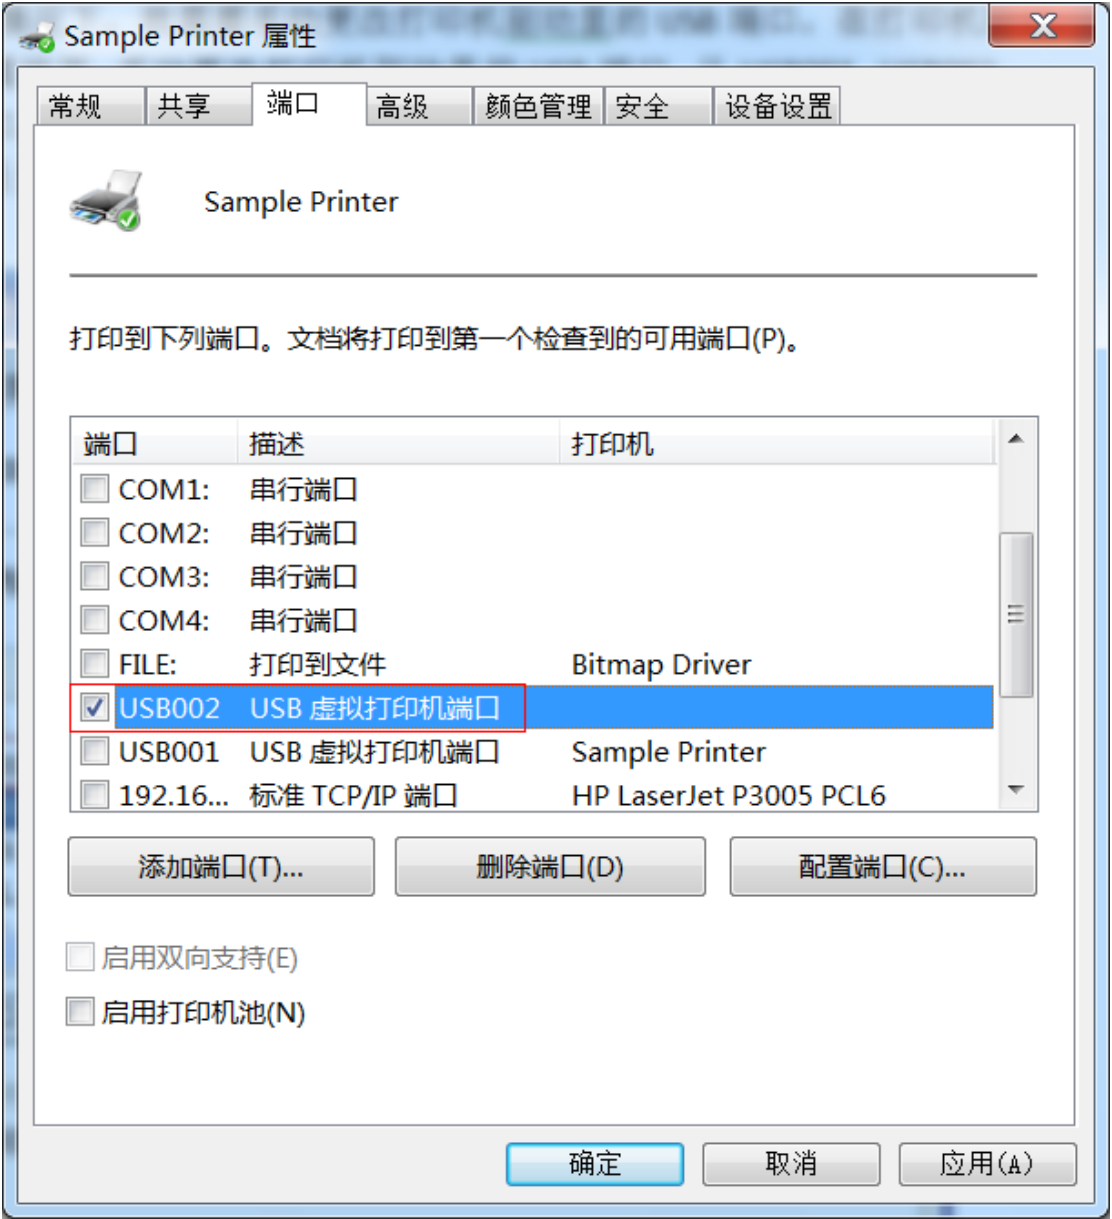 Sample Printer 属性
常规 共享 端口 高级 颜色管理 安全 设备设置
Sample Printer
打印到下列端口。文档将打印到第一个检查到的可用端口(P)。
端口 描述 打印机
COM1: 串行端口
COM2: 串行端口
COM3: 串行端口
COM4: 串行端口
FILE: 打印到文件 Bitmap Driver
USB002 USB 虚拟打印机端口
USB001 USB 虚拟打印机端口 Sample Printer
192.16... 标准 TCP/IP 端口 HP LaserJet P3005 PCL6
添加端口(T)... 删除端口(D) 配置端口(C)...
启用双向支持(E)
启用打印机池(N)
确定 取消 应用(A)